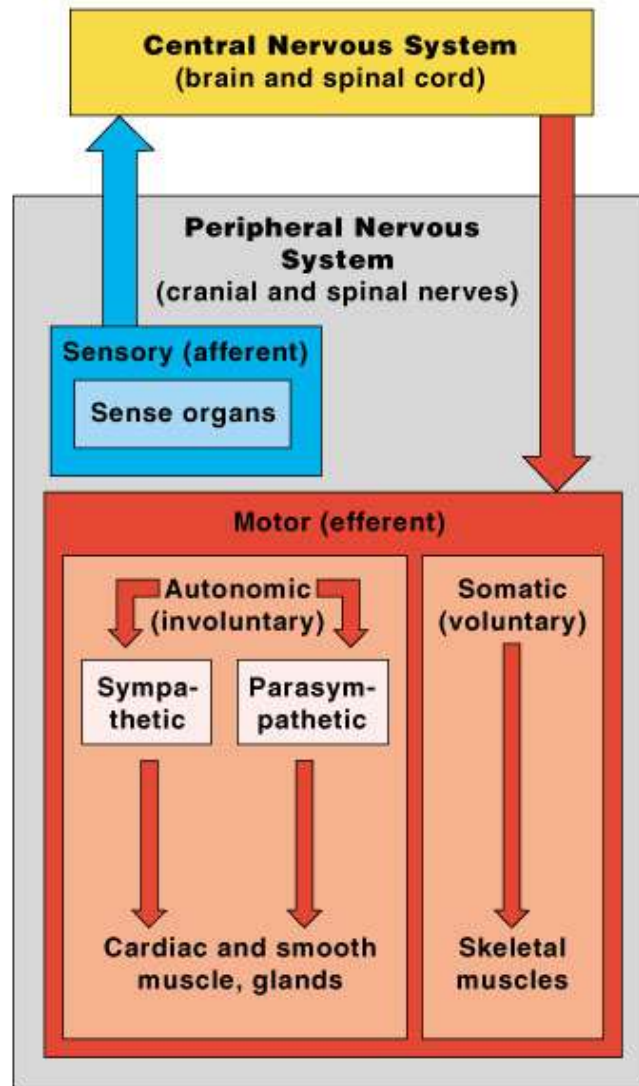 Central Nervous System
(brain and spinal cord)
Peripheral Nervous
System
(cranial and spinal nerves)
Sensory (afferent)
Sense organs
Motor (efferent)
Autonomic
(involuntary)
Sympa-
thetic
Parasym-
pathetic
Cardiac and smooth
muscle, glands
Somatic
(voluntary)
Skeletal
muscles